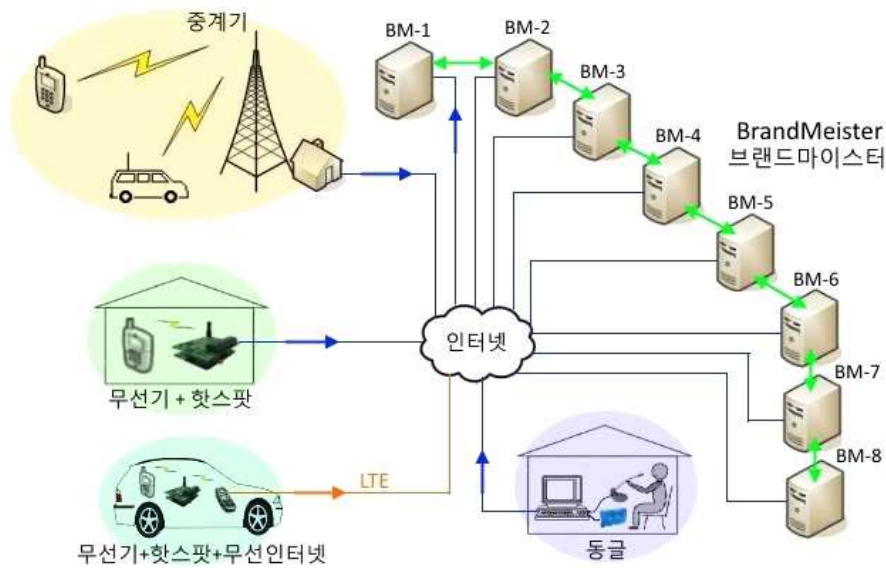 중계기
BM-1
BM-2
BM-3
BM-4
BrandMeister
브랜드마이스터
BM-5
BM-6
인터넷
BM-7
무선기 + 핫스팟
BM-8
LTE
무선기+핫스팟+무선인터넷
동글